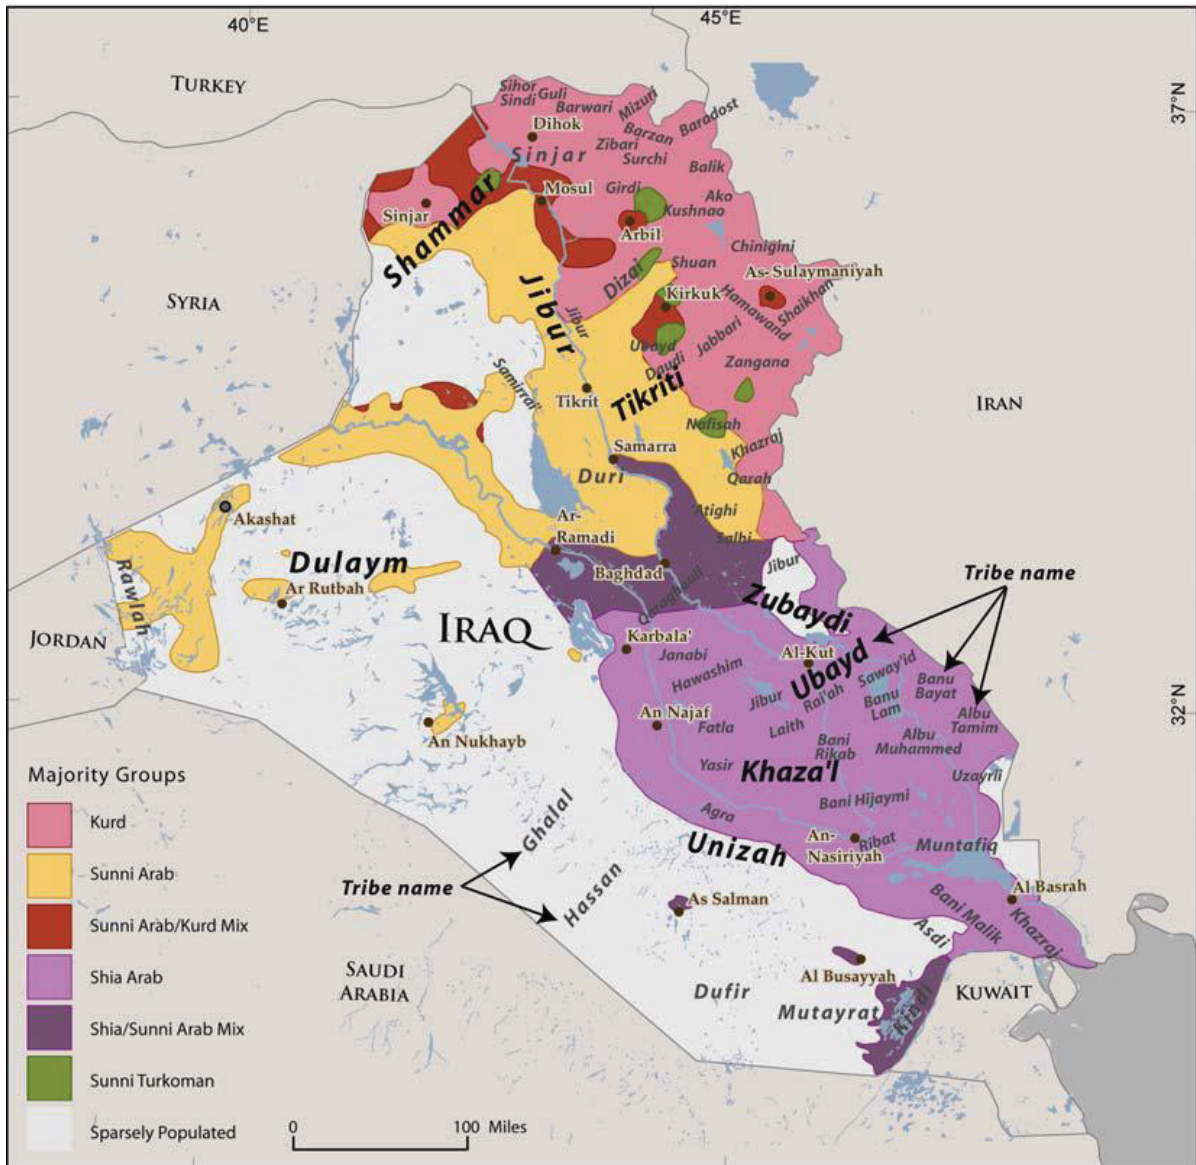 40°E
45°E
37°N
32°N
TURKEY
SYRIA
IRAN
JORDAN
IRAQ
SAUDI
ARABIA
KUWAIT
Sihor
Sindi
Guli
Barwari
Mizuri
Baradost
Dihok
Barzan
Zibari
Surchi
Sinjar
Balik
Mosul
Girdi
Ako
Kushnao
Sinjar
Shammar
Arbil
Chinigini
Shuan
As-Sulaymaniyah
Dizai
Jibur
Jibur
Kirkuk
Hamawand
Shaikhan
Jabbari
Ubayd
Daudi
Zangana
Samirrai"
Tikrit
Tikriti
Nafisah
Samarra
Khazraj
Duri
Qarah
Akashat
Atighi
Ar-
Ramadi
Salhi
Dulaym
Baghdad
Jibur
Rawlah
Ar Rutbah
Qaraghuli
Zubaydi
Tribe name
Karbala'
Janabi
Al-Kut
Ubayd
Hawashim
Saway'id
Banu
Bayat
Jibur
Rai'ah
Banu
Lam
An Najaf
Fatla
Laith
Albu
Tamim
An Nukhayb
Bani
Rikab
Albu
Muhammed
Yasir
Khaza'l
Uzayrli
Agra
Bani Hijaymi
Ghalal
Unizah
An-
Nasiriyah
Ribat
Muntafiq
Tribe name
Hassan
As Salman
Al Basrah
Bani Malik
Khazraj
Asdi
Al Busayyah
Dufir
Mutayrat
Kindi
Majority Groups
Kurd
Sunni Arab
Sunni Arab/Kurd Mix
Shia Arab
Shia/Sunni Arab Mix
Sunni Turkoman
Sparsely Populated
0
100 Miles